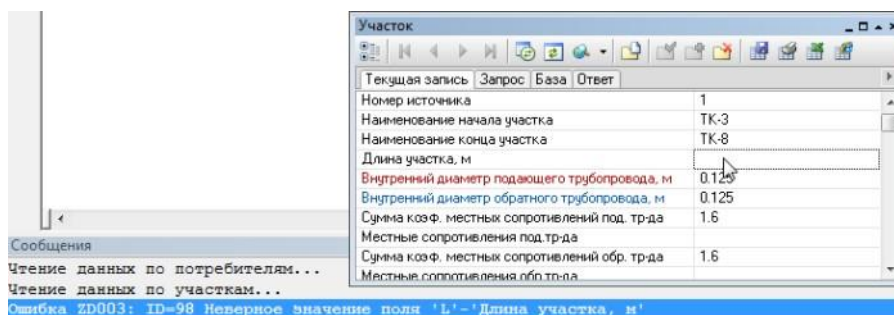 Участок
Текущая запись Запрос База Ответ
Номер источника 1
Наименование начала участка ТК-3
Наименование конца участка ТК-8
Длина участка, м
Внутренний диаметр подающего трубопровода, м 0.125
Внутренний диаметр обратного трубопровода, м 0.125
Сумма коэф. местных сопротивлений под. тр-да 1.6
Местные сопротивления под.тр-да
Сумма коэф. местных сопротивлений обр. тр-да 1.6
Местные сопротивления обр.тр-да
Сообщения
Чтение данных по потребителям...
Чтение данных по участкам...
Ошибка ZD003: ID=98 Неверное значение поля 'L'-'Длина участка, м'